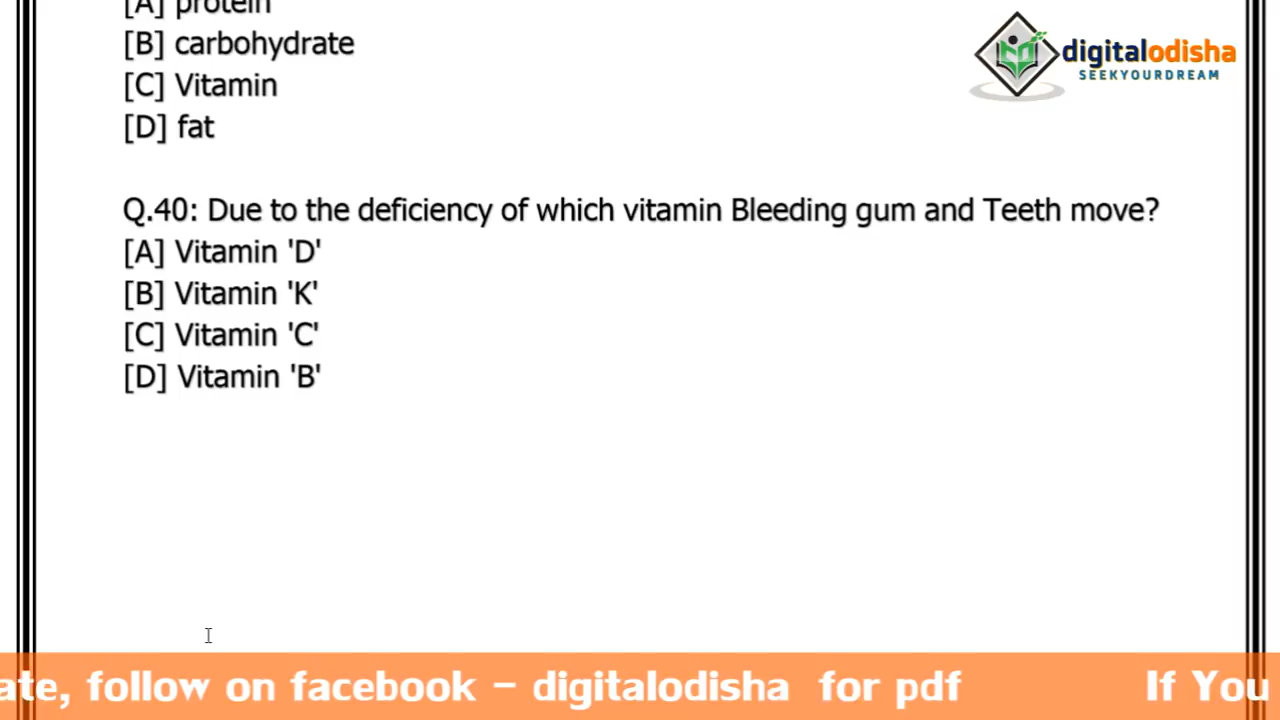 [A] protein
[B] carbohydrate
[C] Vitamin
[D] fat
digitalodisha
SEEKYOURDREAM
Q.40: Due to the deficiency of which vitamin Bleeding gum and Teeth move?
[A] Vitamin 'D'
[B] Vitamin 'K'
[C] Vitamin 'C'
[D] Vitamin 'B'
ate, follow on facebook - digitalodisha for pdf If You